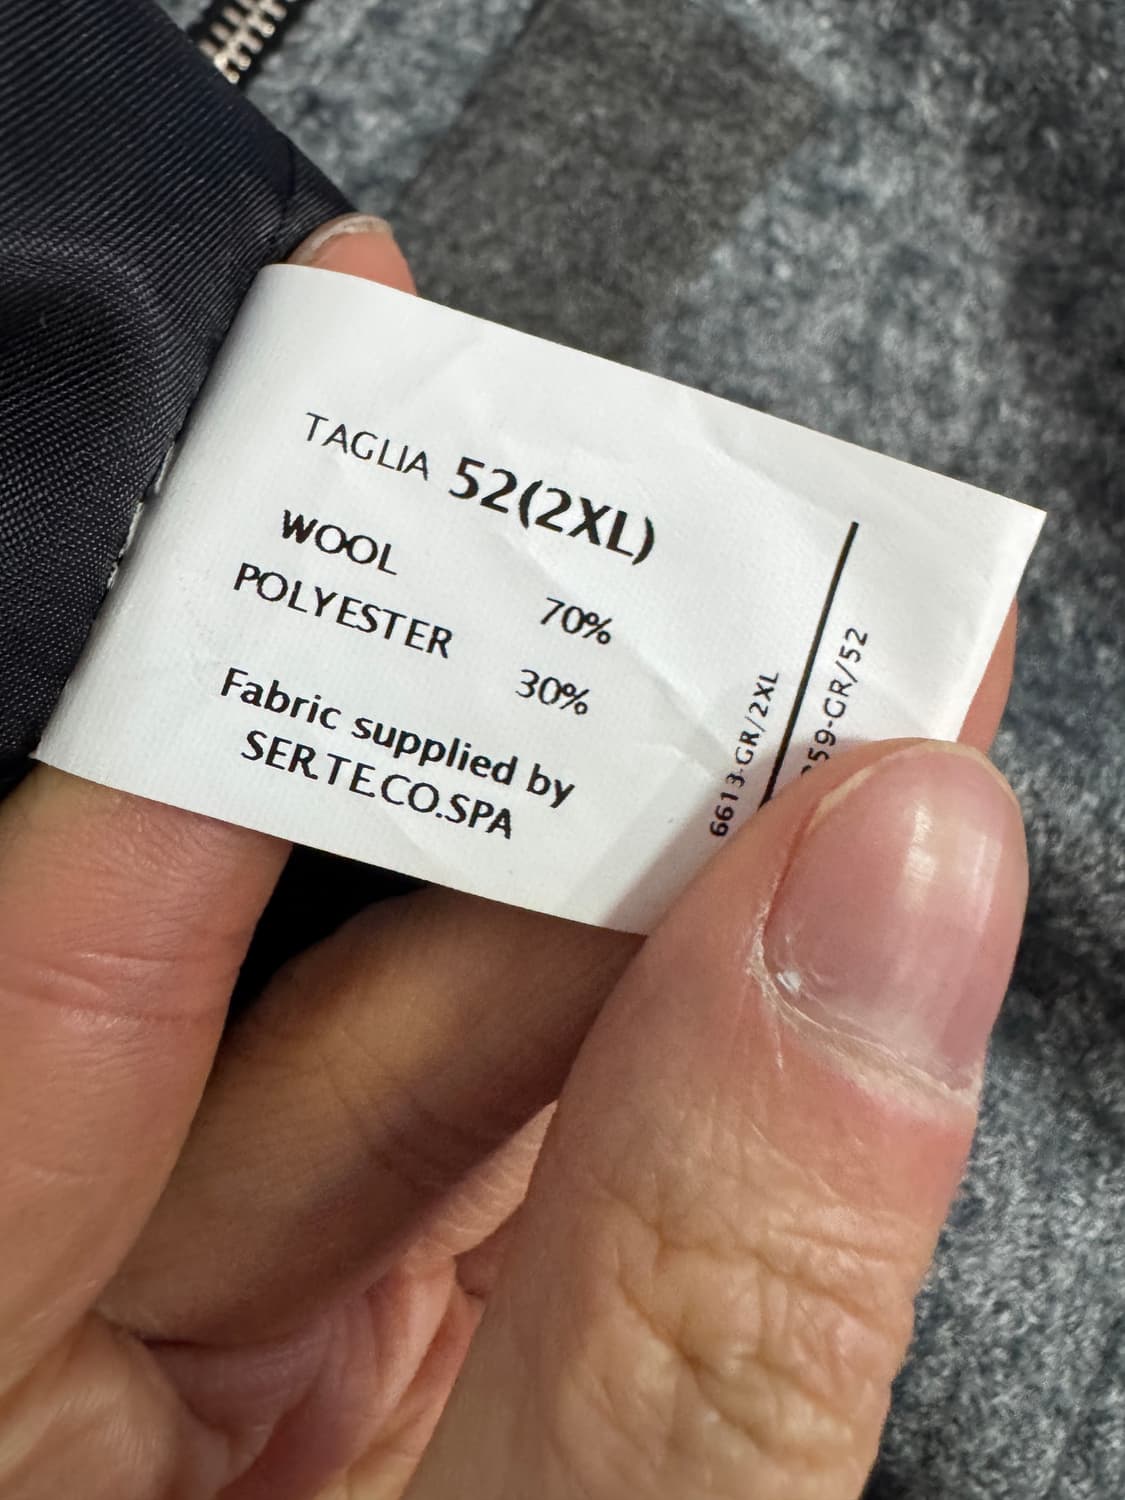 TAGLIA 52(2XL)
WOOL 70%
POLYESTER 30%
Fabric supplied by
SER.TE.CO.SPA
6613-GR/2XL
59-GR/52